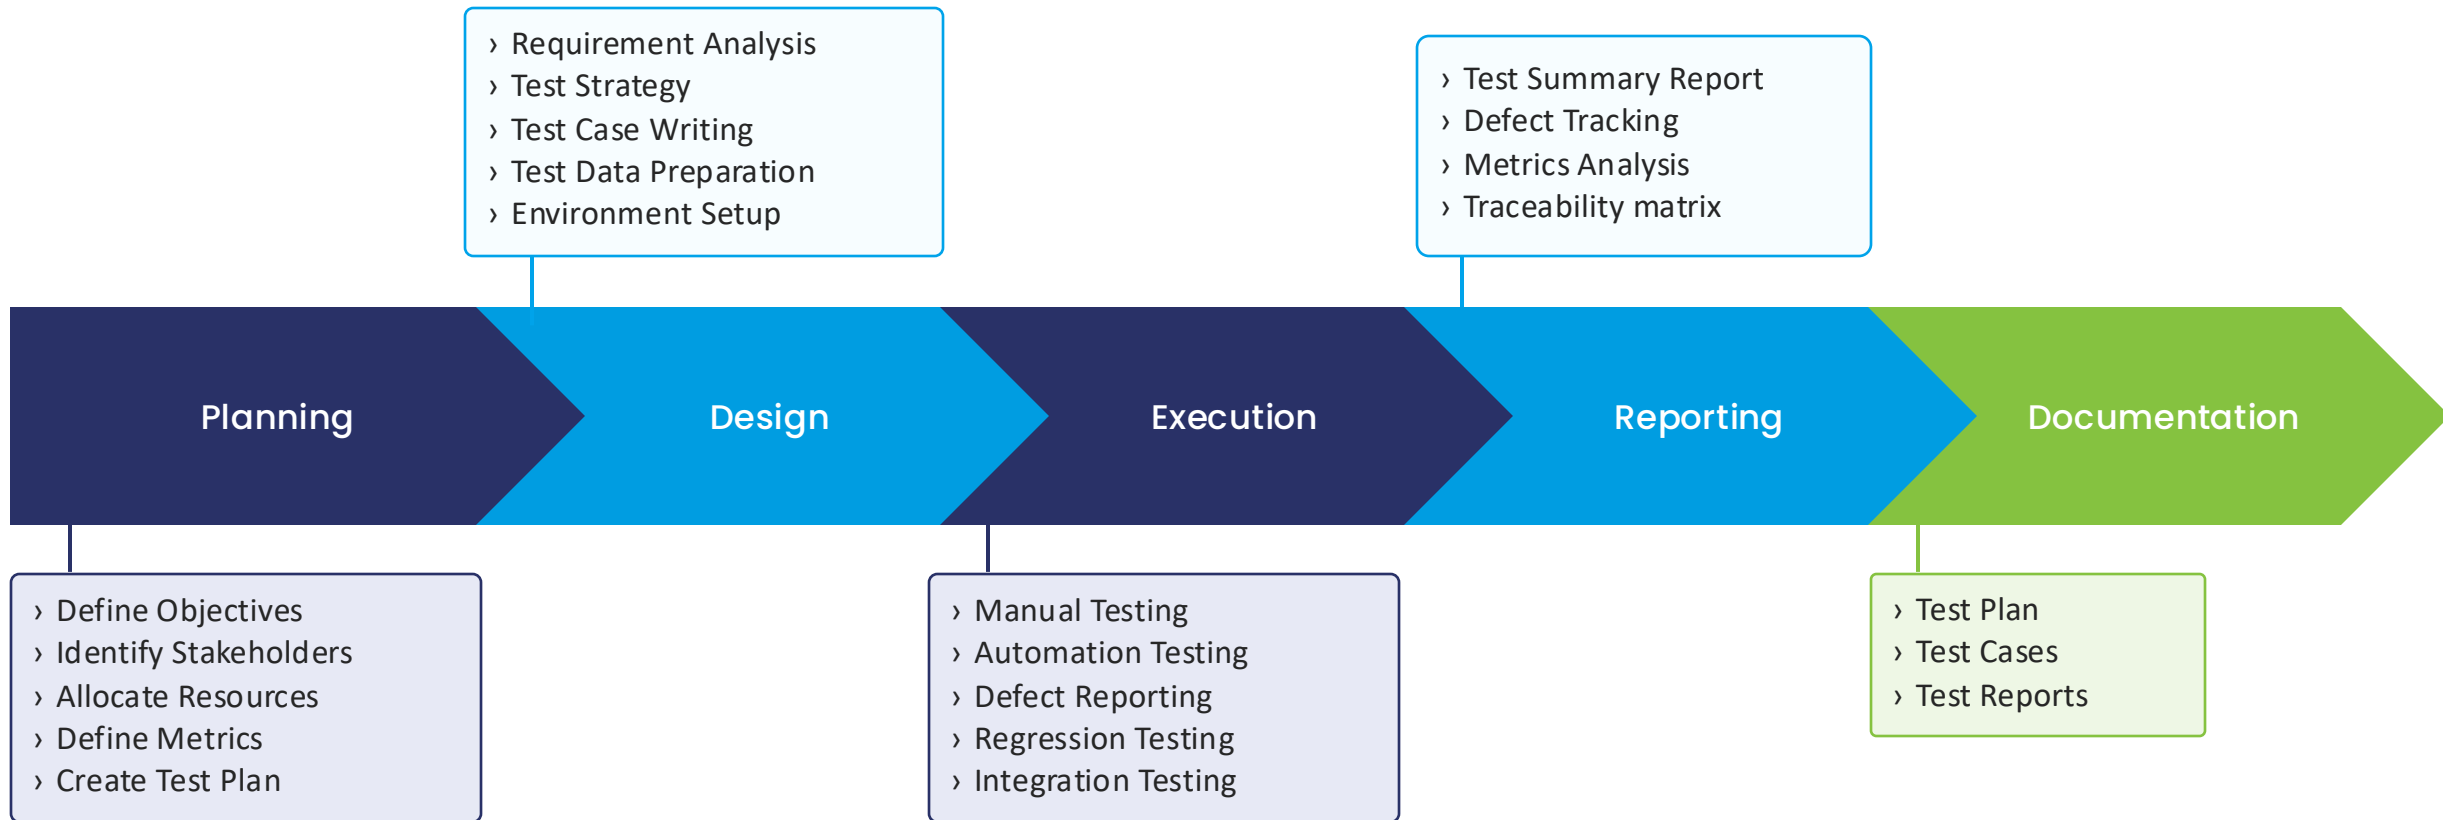 › Requirement Analysis
› Test Strategy
› Test Case Writing
› Test Data Preparation
› Environment Setup
› Test Summary Report
› Defect Tracking
› Metrics Analysis
› Traceability matrix
Planning
Design
Execution
Reporting
Documentation
› Define Objectives
› Identify Stakeholders
› Allocate Resources
› Define Metrics
› Create Test Plan
› Manual Testing
› Automation Testing
› Defect Reporting
› Regression Testing
› Integration Testing
› Test Plan
› Test Cases
› Test Reports